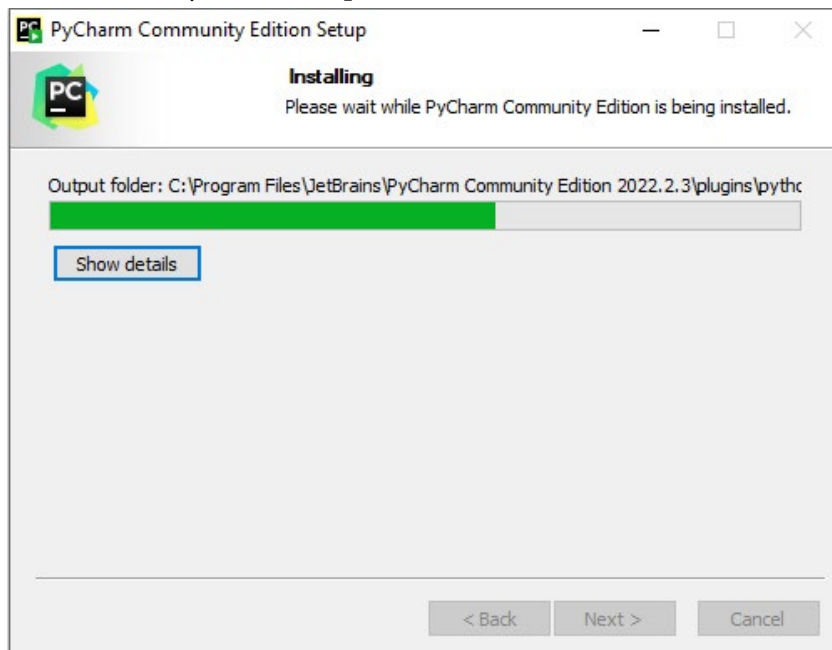 PyCharm Community Edition Setup
Installing
Please wait while PyCharm Community Edition is being installed.
PC
Output folder: C:\Program Files\JetBrains\PyCharm Community Edition 2022.2.3\plugins\pythc
Show details
< Back
Next >
Cancel